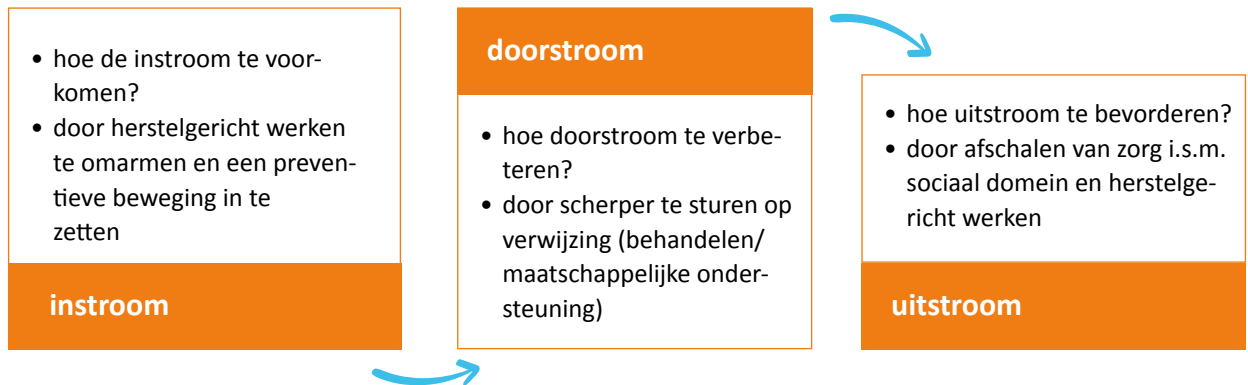 • hoe de instroom te voor-
komen?
• door herstelgericht werken
te omarmen en een preven-
tieve beweging in te
zetten
instroom
doorstroom
• hoe doorstroom te verbe-
teren?
• door scherper te sturen op
verwijzing (behandelen/
maatschappelijke onder-
steuning)
• hoe uitstroom te bevorderen?
• door afschalen van zorg i.s.m.
sociaal domein en herstelge-
richt werken
uitstroom